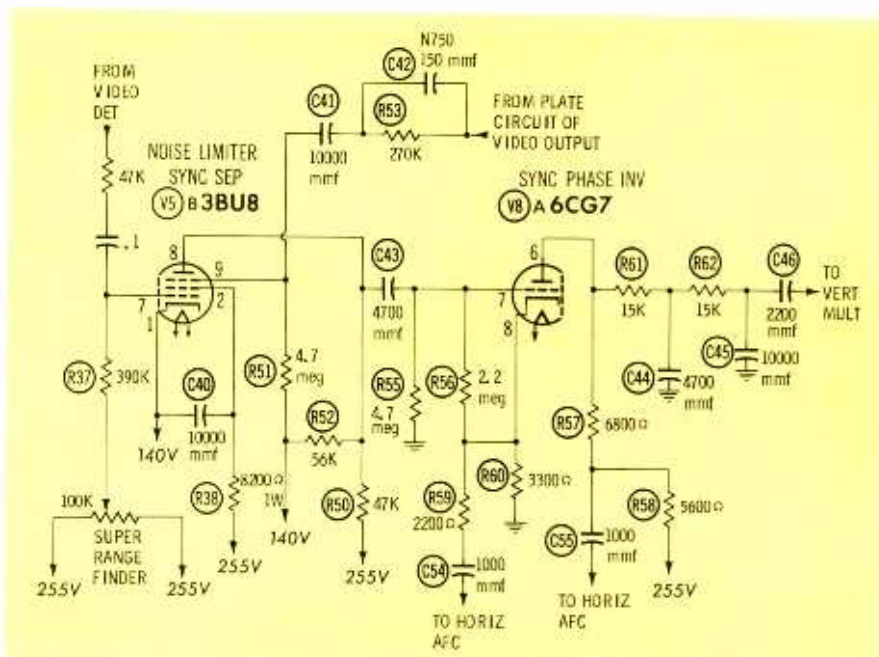 N750
C42
150 mmf
FROM
VIDEO
DET
C41
R53
FROM PLATE
CIRCUIT OF
VIDEO OUTPUT
10000
mmf
270K
47K
NOISE LIMITER
SYNC SEP
V5 B 3BU8
SYNC PHASE INV
V8 A 6CG7
.1
8
9
2
7
1
C43
4700
mmf
6
7
8
R61
15K
R62
15K
C46
2200
mmf
TO
VERT
MULT
R37
390K
C40
10000
mmf
140V
R51
4.7
meg
R52
56K
R55
4.7
meg
R56
2.2
meg
C44
4700
mmf
C45
10000
mmf
R57
6800Ω
100K
SUPER
RANGE
FINDER
255V
255V
R38
8200Ω
1W
255V
140V
R50
47K
255V
R59
2200Ω
R60
3300Ω
C54
1000
mmf
TO HORIZ
AFC
C55
1000
mmf
TO HORIZ
AFC
R58
5600Ω
255V